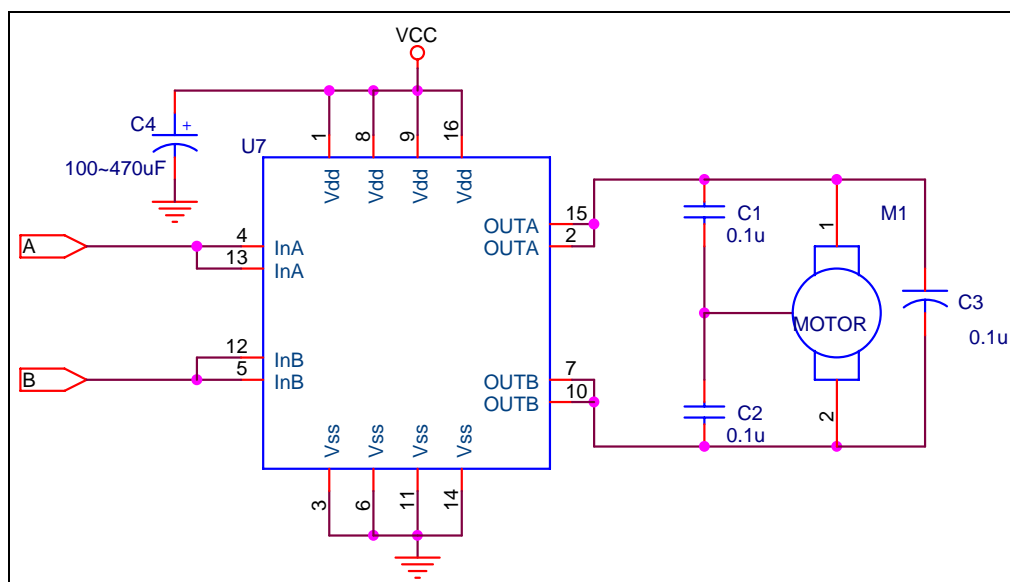 VCC
C4
+
100~470uF
U7
1
8
9
16
Vdd
Vdd
Vdd
Vdd
A
4
InA
13
InA
B
12
InB
5
InB
15
OUTA
2
OUTA
7
OUTB
10
OUTB
Vss
Vss
Vss
Vss
3
6
11
14
C1
0.1u
C2
0.1u
M1
1
MOTOR
2
C3
0.1u